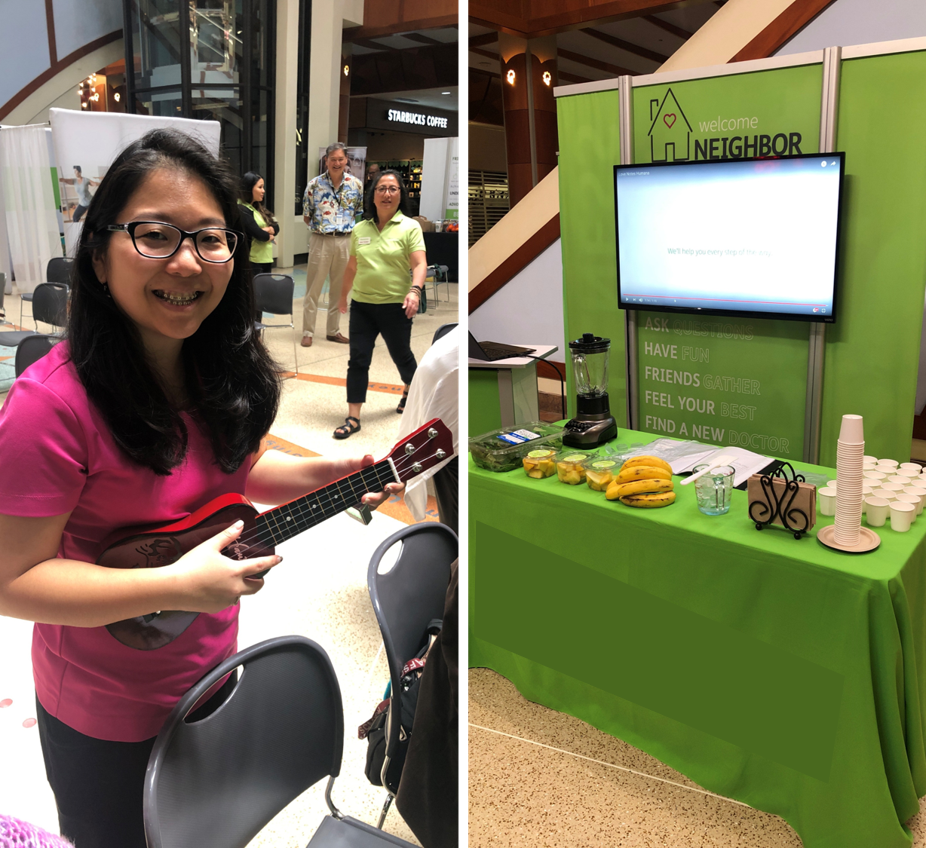 STARBUCKS COFFEE
welcome
NEIGHBOR
We'll help you every step of the way.
ASK QUESTIONS
HAVE FUN
FRIENDS GATHER
FEEL YOUR BEST
FIND A NEW DOCTOR